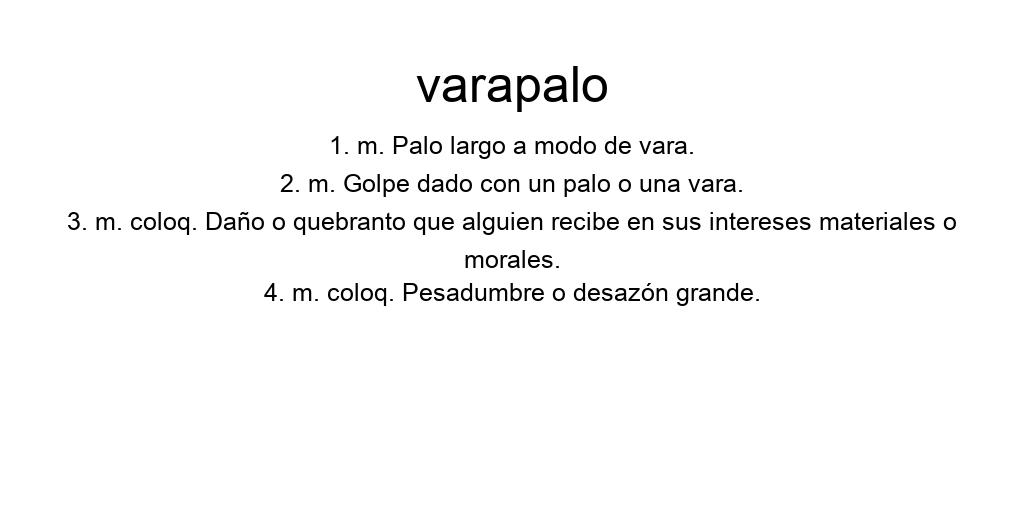 varapalo
1. m. Palo largo a modo de vara.
2. m. Golpe dado con un palo o una vara.
3. m. coloq. Daño o quebranto que alguien recibe en sus intereses materiales o
morales.
4. m. coloq. Pesadumbre o desazón grande.